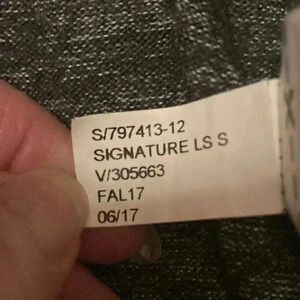 S/797413-12
SIGNATURE LS S
V/305663
FAL17
06/17